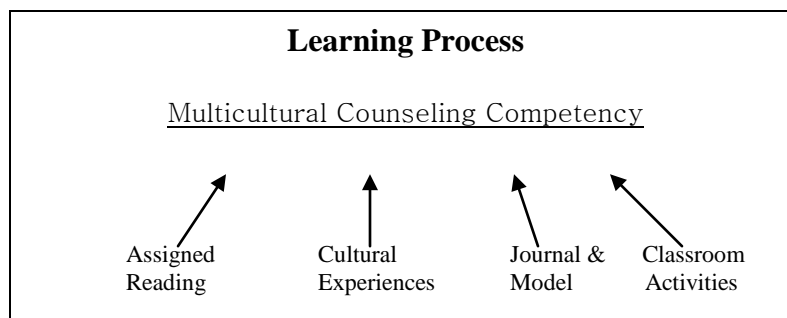 Learning Process
Multicultural Counseling Competency
Assigned Reading
Cultural Experiences
Journal & Model
Classroom Activities